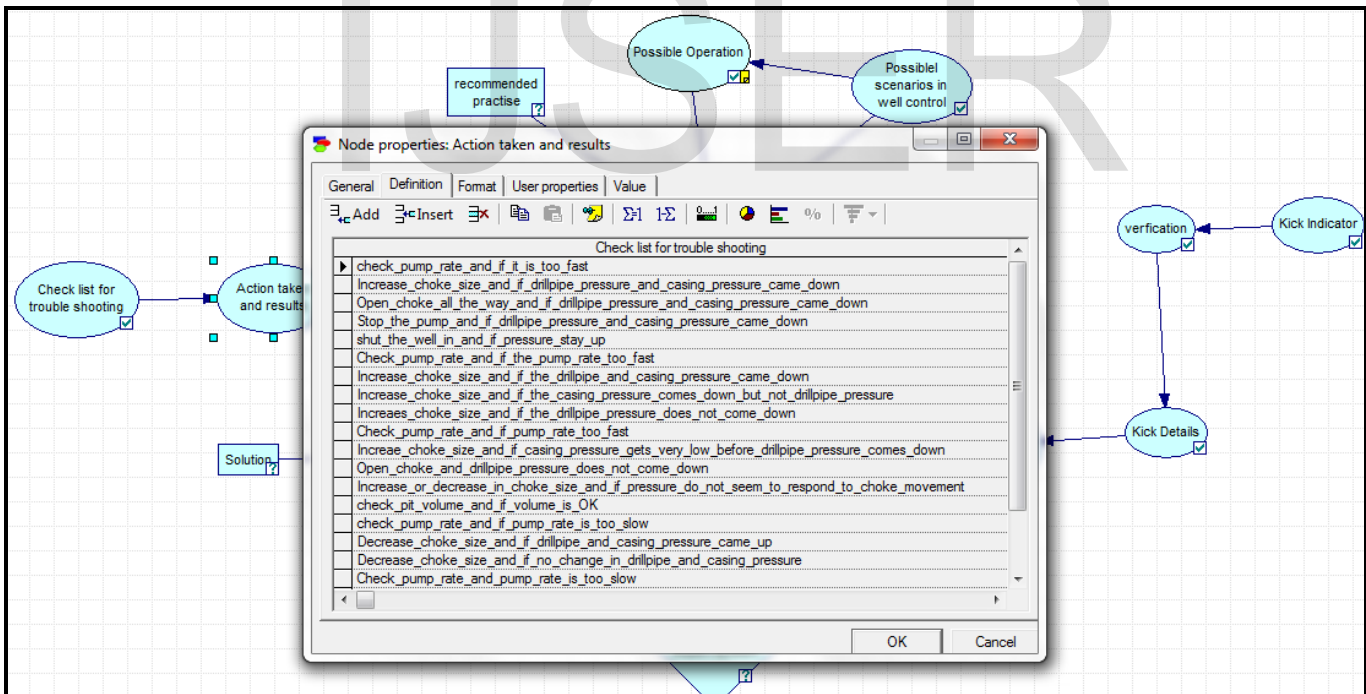 IJSER
Possible Operation
Possiblel
scenarios in
well control
recommended
practise
Node properties: Action taken and results
General Definition Format User properties Value
Add Insert Σ=1 1-Σ %
Check list for trouble shooting
check_pump_rate_and_if_it_is_too_fast
Increase_choke_size_and_if_drillpipe_pressure_and_casing_pressure_came_down
Open_choke_all_the_way_and_if_drillpipe_pressure_and_casing_pressure_came_down
Stop_the_pump_and_if_drillpipe_pressure_and_casing_pressure_came_down
shut_the_well_in_and_if_pressure_stay_up
Check_pump_rate_and_if_the_pump_rate_too_fast
Increase_choke_size_and_if_the_drillpipe_and_casing_pressure_came_down
Increase_choke_size_and_if_the_casing_pressure_comes_down_but_not_drillpipe_pressure
Increaes_choke_size_and_if_the_drillpipe_pressure_does_not_come_down
Check_pump_rate_and_if_pump_rate_too_fast
Increae_choke_size_and_if_casing_pressure_gets_very_low_before_drillpipe_pressure_comes_down
Open_choke_and_drillpipe_pressure_does_not_come_down
Increase_or_decrease_in_choke_size_and_if_pressure_do_not_seem_to_respond_to_choke_movement
check_pit_volume_and_if_volume_is_OK
check_pump_rate_and_if_pump_rate_is_too_slow
Decrease_choke_size_and_if_drillpipe_and_casing_pressure_came_up
Decrease_choke_size_and_if_no_change_in_drillpipe_and_casing_pressure
Check_pump_rate_and_pump_rate_is_too_slow
OK Cancel
Check list for
trouble shooting
Action take
and results
Solution
verfication
Kick Indicator
Kick Details